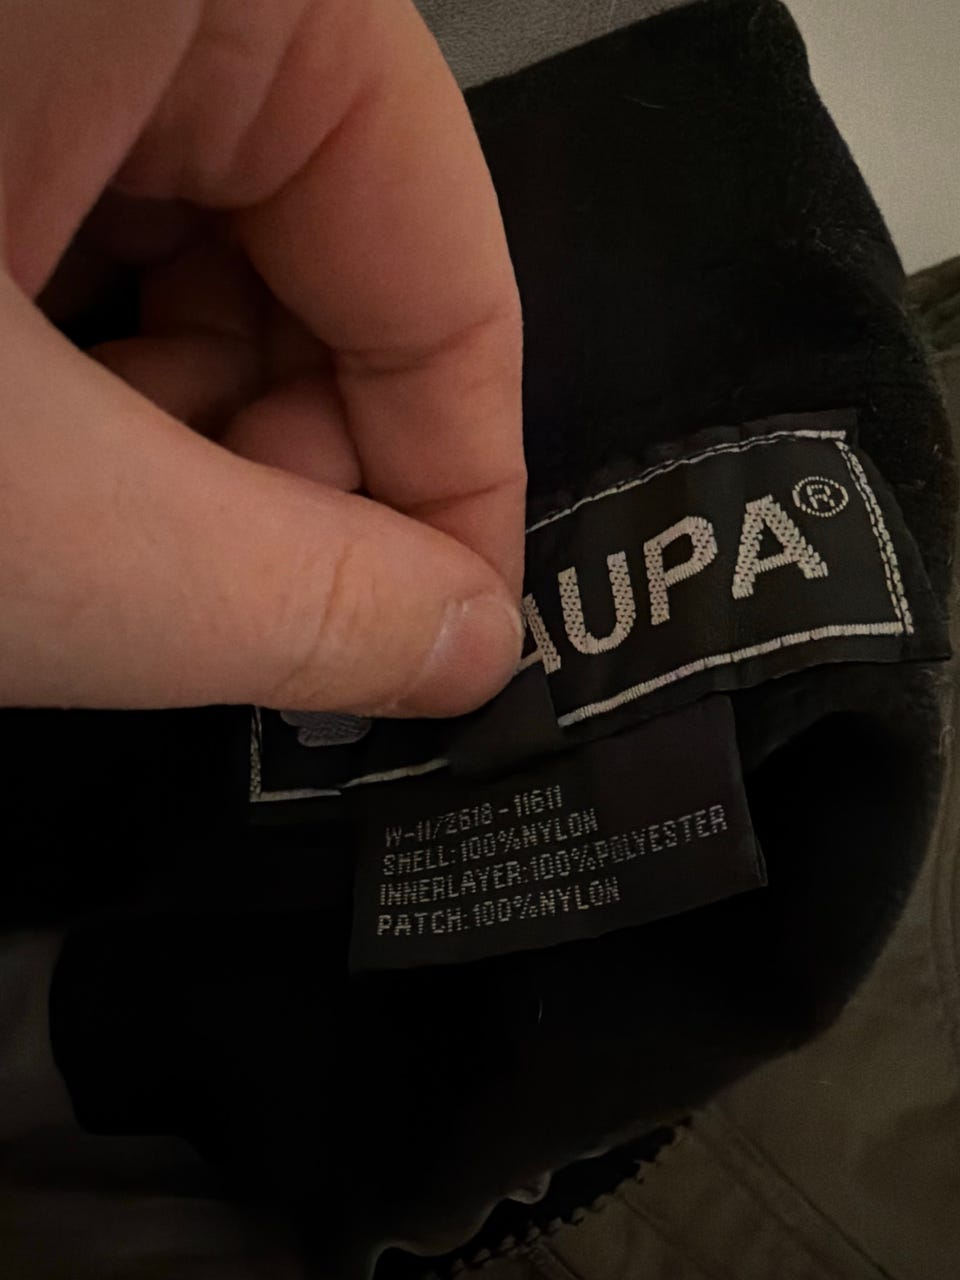 AUPA®
W-11/2618-11611
SHELL:100%NYLON
INNERLAYER:100%POLYESTER
PATCH:100%NYLON